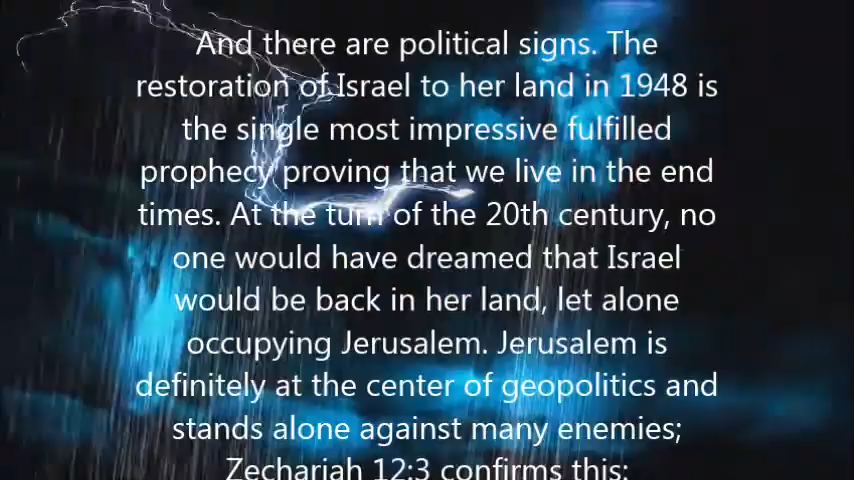 And there are political signs. The
restoration of Israel to her land in 1948 is
the single most impressive fulfilled
prophecy proving that we live in the end
times. At the turn of the 20th century, no
one would have dreamed that Israel
would be back in her land, let alone
occupying Jerusalem. Jerusalem is
definitely at the center of geopolitics and
stands alone against many enemies;
Zechariah 12:3 confirms this: